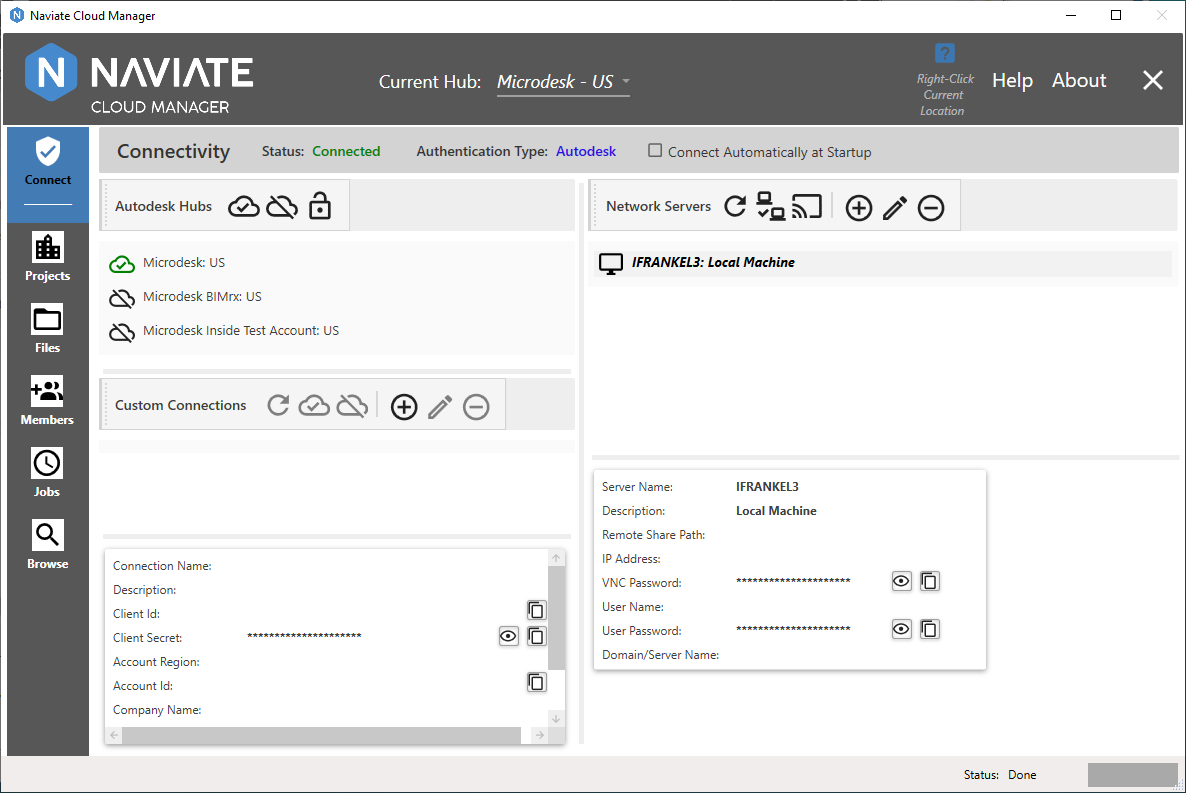 Naviate Cloud Manager
N NAVIATE
CLOUD MANAGER
Current Hub: Microdesk - US
?
Right-Click
Current
Location
Help About
Connect
Projects
Files
Members
Jobs
Browse
Connectivity Status: Connected Authentication Type: Autodesk Connect Automatically at Startup
Autodesk Hubs
Microdesk: US
Microdesk BIMrx: US
Microdesk Inside Test Account: US
Custom Connections
Connection Name:
Description:
Client Id:
Client Secret: *********************
Account Region:
Account Id:
Company Name:
Network Servers
IFRANKEL3: Local Machine
Server Name: IFRANKEL3
Description: Local Machine
Remote Share Path:
IP Address:
VNC Password: *********************
User Name:
User Password: *********************
Domain/Server Name:
Status: Done